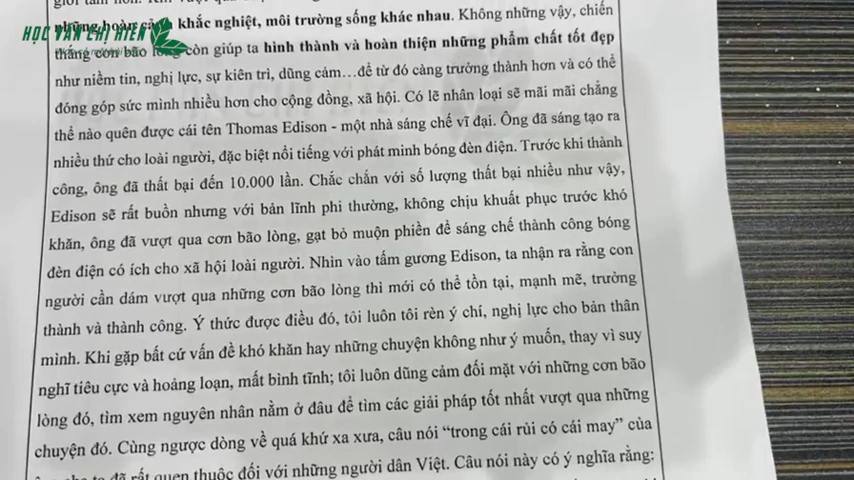 HỌC VĂN CHỊ HIÊN
những hoàn cảnh khắc nghiệt, môi trường sống khác nhau. Không những vậy, chiến
thắng cơn bão lòng còn giúp ta hình thành và hoàn thiện những phẩm chất tốt đẹp
như niềm tin, nghị lực, sự kiên trì, dũng cảm…để từ đó càng trưởng thành hơn và có thể
đóng góp sức mình nhiều hơn cho cộng đồng, xã hội. Có lẽ nhân loại sẽ mãi mãi chẳng
thể nào quên được cái tên Thomas Edison - một nhà sáng chế vĩ đại. Ông đã sáng tạo ra
nhiều thứ cho loài người, đặc biệt nổi tiếng với phát minh bóng đèn điện. Trước khi thành
công, ông đã thất bại đến 10.000 lần. Chắc chắn với số lượng thất bại nhiều như vậy,
Edison sẽ rất buồn nhưng với bản lĩnh phi thường, không chịu khuất phục trước khó
khăn, ông đã vượt qua cơn bão lòng, gạt bỏ muộn phiền để sáng chế thành công bóng
đèn điện có ích cho xã hội loài người. Nhìn vào tấm gương Edison, ta nhận ra rằng con
người cần dám vượt qua những cơn bão lòng thì mới có thể tồn tại, mạnh mẽ, trưởng
thành và thành công. Ý thức được điều đó, tôi luôn tôi rèn ý chí, nghị lực cho bản thân
mình. Khi gặp bất cứ vấn đề khó khăn hay những chuyện không như ý muốn, thay vì suy
nghĩ tiêu cực và hoảng loạn, mất bình tĩnh; tôi luôn dũng cảm đối mặt với những cơn bão
lòng đó, tìm xem nguyên nhân nằm ở đâu để tìm các giải pháp tốt nhất vượt qua những
chuyện đó. Cùng ngược dòng về quá khứ xa xưa, câu nói “trong cái rủi có cái may” của
ta đã rất quen thuộc đối với những người dân Việt. Câu nói này có ý nghĩa rằng: